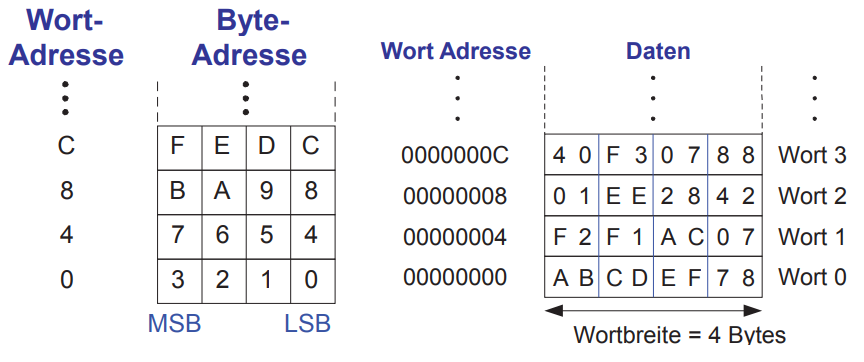 Wort-Adresse
Byte-Adresse
C F E D C
8 B A 9 8
4 7 6 5 4
0 3 2 1 0
MSB LSB
Wort Adresse Daten
0000000C 4 0 F 3 0 7 8 8 Wort 3
00000008 0 1 E E 2 8 4 2 Wort 2
00000004 F 2 F 1 A C 0 7 Wort 1
00000000 A B C D E F 7 8 Wort 0
Wortbreite = 4 Bytes